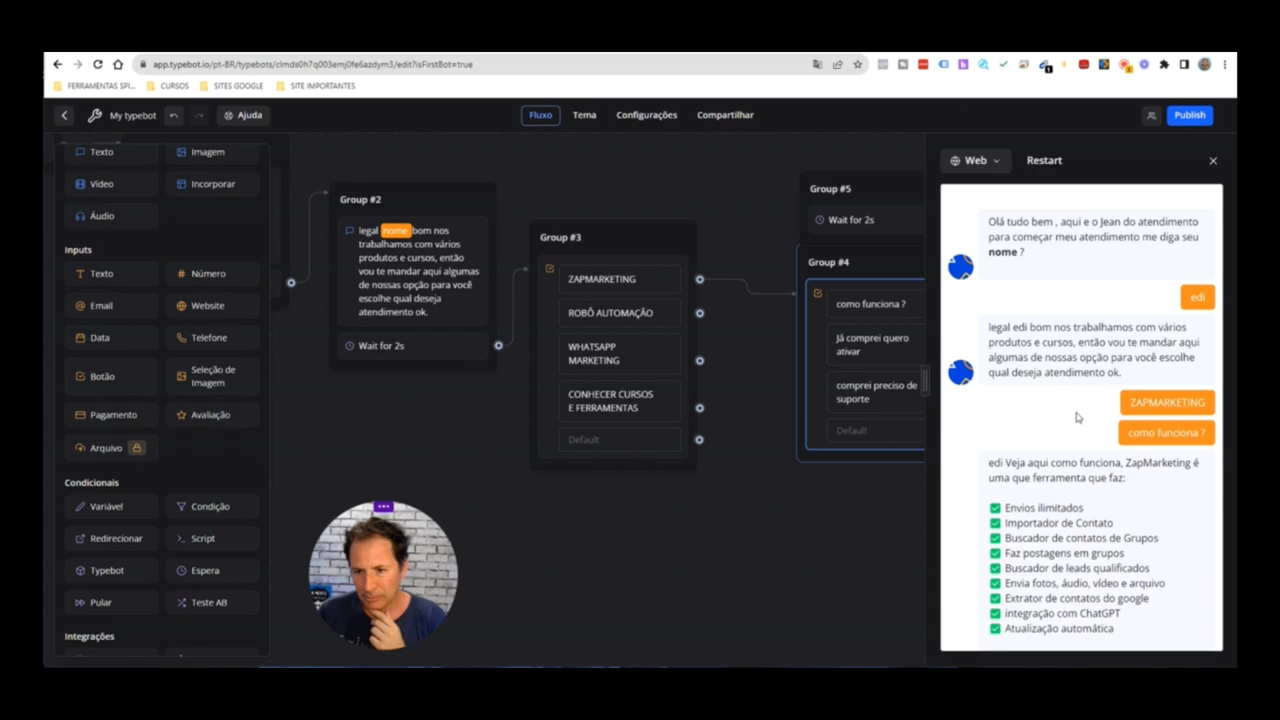 app.typebot.io/pt-BR/typebots/clmds0h7q003emj0fe6azdym3/edit?isFirstBot=true
FERRAMENTAS SPI...
CURSOS
SITES GOOGLE
SITE IMPORTANTES
My typebot
Ajuda
Fluxo
Tema
Configurações
Compartilhar
Publish
Texto
Imagem
Vídeo
Incorporar
Áudio
Inputs
Texto
Número
Email
Website
Data
Telefone
Botão
Seleção de
Imagem
Pagamento
Avaliação
Arquivo
Condicionais
Variável
Condição
Redirecionar
Script
Typebot
Espera
Pular
Teste AB
Integrações
Group #2
legal nome bom nos
trabalhamos com vários
produtos e cursos, então
vou te mandar aqui algumas
de nossas opção para você
escolhe qual deseja
atendimento ok.
Wait for 2s
Group #3
ZAPMARKETING
ROBÔ AUTOMAÇÃO
WHATSAPP
MARKETING
CONHECER CURSOS
E FERRAMENTAS
Default
Group #5
Wait for 2s
Group #4
como funciona ?
Já comprei quero
ativar
comprei preciso de
suporte
Default
Web
Restart
Olá tudo bem , aqui e o Jean do atendimento
para começar meu atendimento me diga seu
nome ?
edi
legal edi bom nos trabalhamos com vários
produtos e cursos, então vou te mandar aqui
algumas de nossas opção para você escolhe
qual deseja atendimento ok.
ZAPMARKETING
como funciona ?
edi Veja aqui como funciona, ZapMarketing é
uma que ferramenta que faz:
✅ Envios ilimitados
✅ Importador de Contato
✅ Buscador de contatos de Grupos
✅ Faz postagens em grupos
✅ Buscador de leads qualificados
✅ Envia fotos, áudio, vídeo e arquivo
✅ Extrator de contatos do google
✅ integração com ChatGPT
✅ Atualização automática